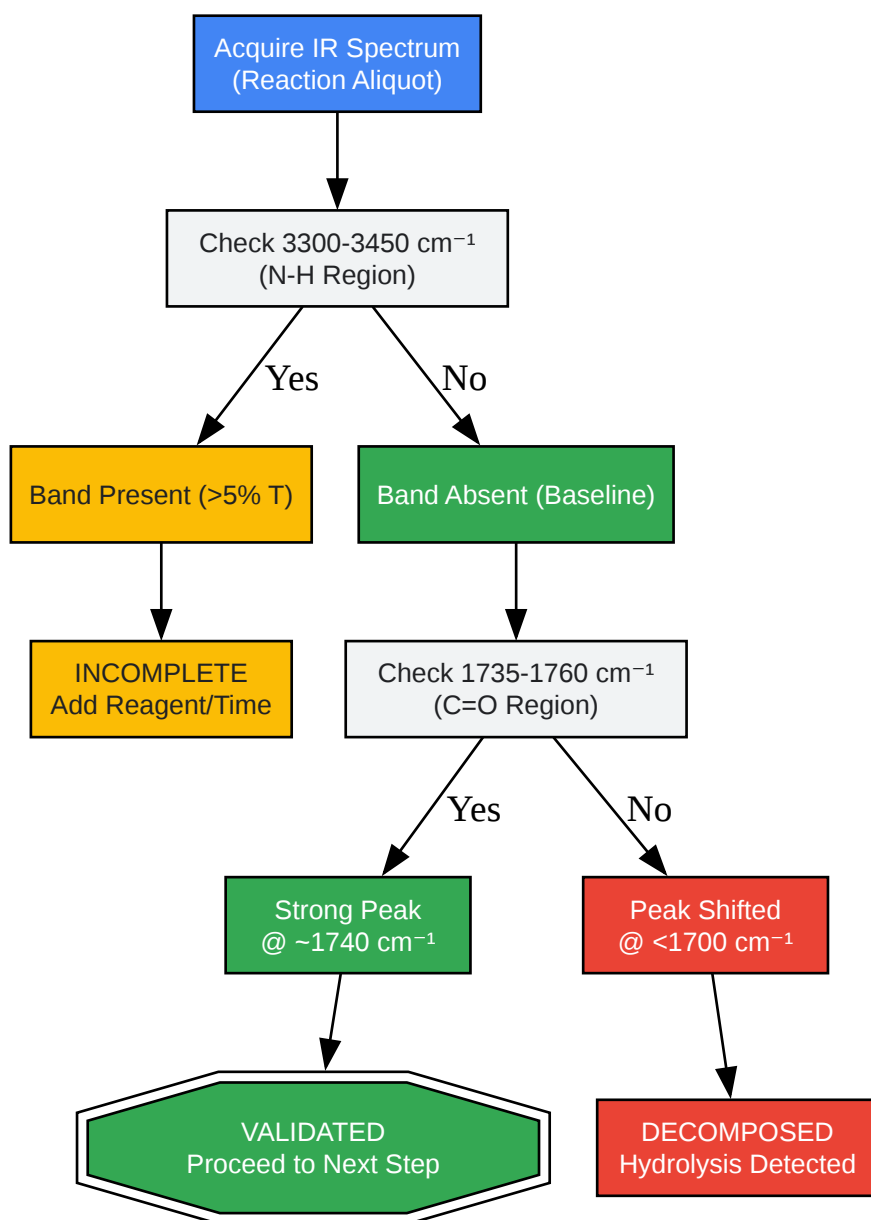 Acquire IR Spectrum
(Reaction Aliquot)
Check 3300-3450 cm⁻¹
(N-H Region)
Yes
No
Band Present (>5% T)
Band Absent (Baseline)
INCOMPLETE
Add Reagent/Time
Check 1735-1760 cm⁻¹
(C=O Region)
Yes
No
Strong Peak
@ ~1740 cm⁻¹
Peak Shifted
@ <1700 cm⁻¹
VALIDATED
Proceed to Next Step
DECOMPOSED
Hydrolysis Detected